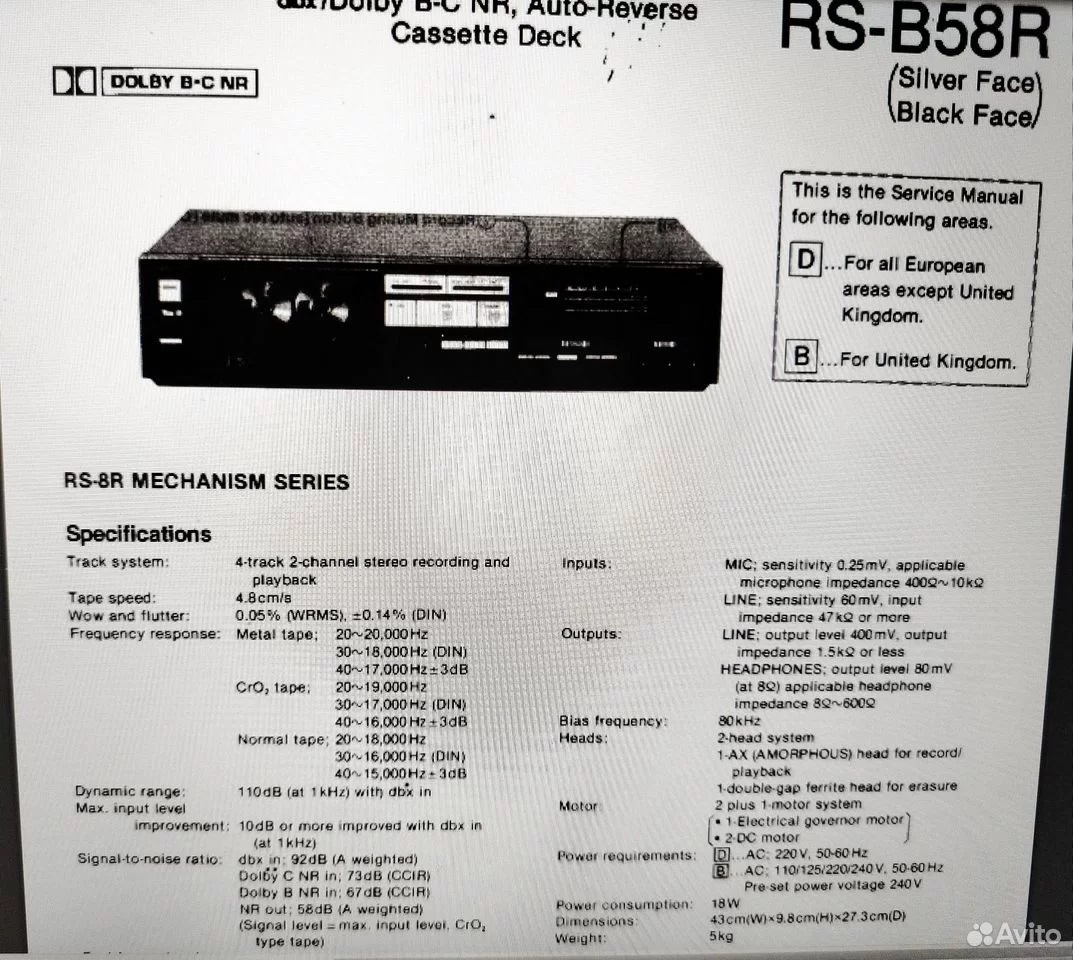 dbx/Dolby B-C NR, Auto-Reverse
Cassette Deck
RS-B58R
(Silver Face)
(Black Face)
DOLBY B•C NR
This is the Service Manual
for the following areas.
D ...For all European
areas except United
Kingdom.
B ...For United Kingdom.
RS-8R MECHANISM SERIES
Specifications
Track system: 4-track 2-channel stereo recording and
playback
Tape speed: 4.8cm/s
Wow and flutter: 0.05% (WRMS), ±0.14% (DIN)
Frequency response: Metal tape; 20~20,000Hz
30~18,000Hz (DIN)
40~17,000Hz±3dB
CrO₂ tape; 20~19,000Hz
30~17,000Hz (DIN)
40~16,000Hz±3dB
Normal tape; 20~18,000Hz
30~16,000Hz (DIN)
40~15,000Hz±3dB
Dynamic range: 110dB (at 1kHz) with dbx in
Max. input level
improvement: 10dB or more improved with dbx in
(at 1kHz)
Signal-to-noise ratio: dbx in; 92dB (A weighted)
Dolby C NR in; 73dB (CCIR)
Dolby B NR in; 67dB (CCIR)
NR out; 58dB (A weighted)
(Signal level = max. input level, CrO₂
type tape)
Inputs: MIC; sensitivity 0.25mV, applicable
microphone impedance 400Ω~10kΩ
LINE; sensitivity 60mV, input
impedance 47kΩ or more
Outputs: LINE; output level 400mV, output
impedance 1.5kΩ or less
HEADPHONES; output level 80mV
(at 8Ω) applicable headphone
impedance 8Ω~600Ω
Bias frequency: 80kHz
Heads: 2-head system
1-AX (AMORPHOUS) head for record/
playback
1-double-gap ferrite head for erasure
Motor 2 plus 1-motor system
• 1-Electrical governor motor
• 2-DC motor
Power requirements: D...AC: 220V, 50-60Hz
B...AC: 110/125/220/240V, 50-60Hz
Pre-set power voltage 240V
Power consumption: 18W
Dimensions: 43cm(W)×9.8cm(H)×27.3cm(D)
Weight: 5kg
Avito